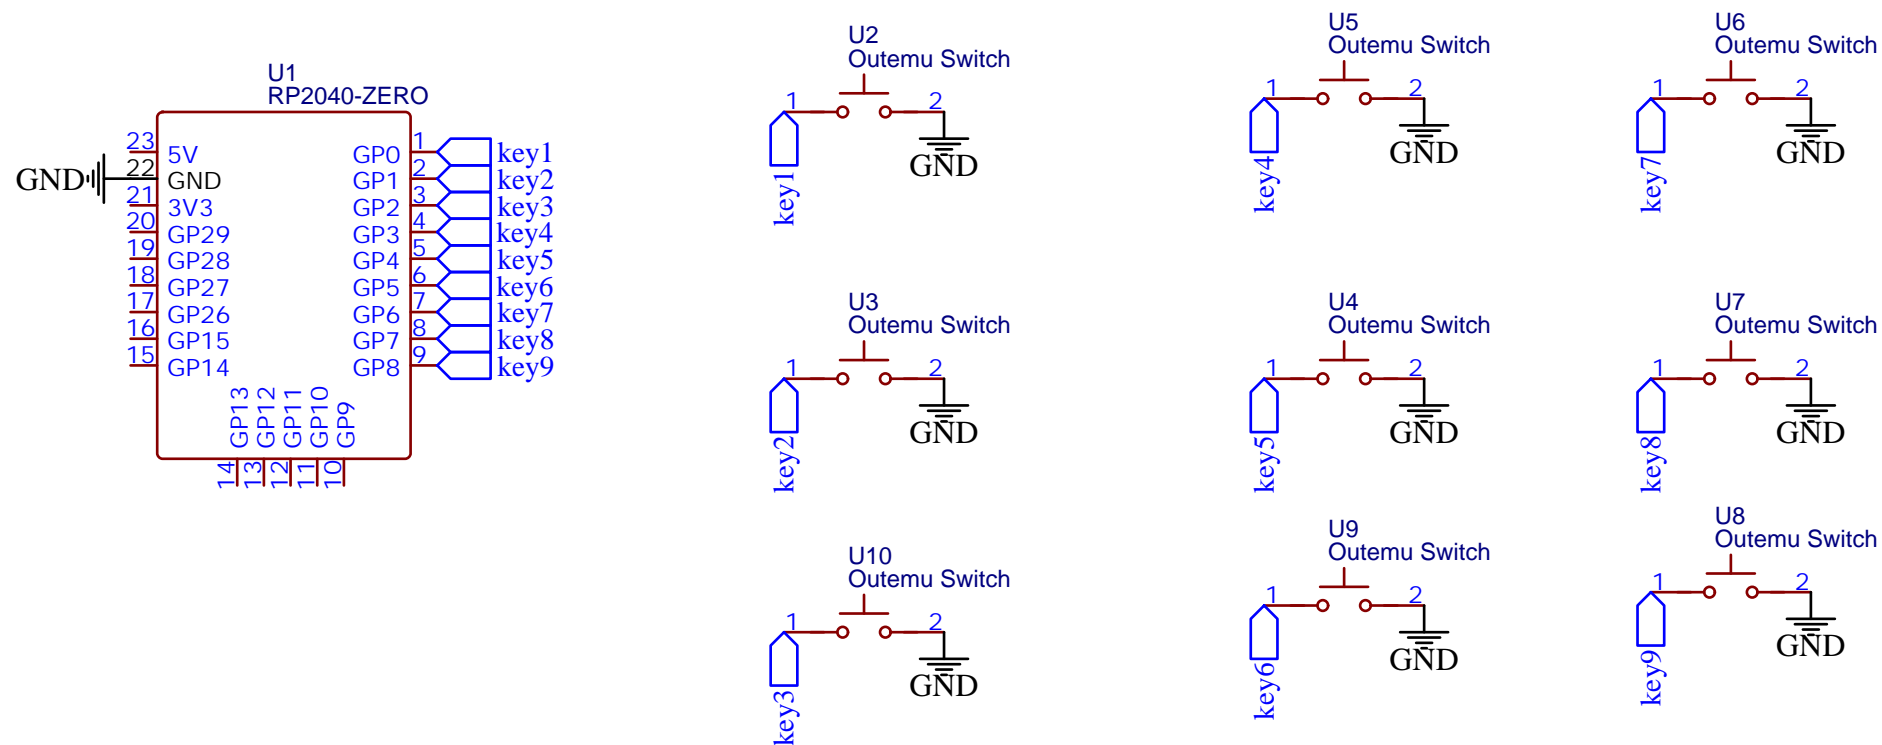 U1
RP2040-ZERO
23
5V
GND
22
GND
21
3V3
20
GP29
19
GP28
18
GP27
17
GP26
16
GP15
15
GP14
GP0
1
key1
GP1
2
key2
GP2
3
key3
GP3
4
key4
GP4
5
key5
GP5
6
key6
GP6
7
key7
GP7
8
key8
GP8
9
key9
GP13
GP12
GP11
GP10
GP9
14
13
12
11
10
U2
Outemu Switch
1
2
key1
GND
U5
Outemu Switch
1
2
key4
GND
U6
Outemu Switch
1
2
key7
GND
U3
Outemu Switch
1
2
key2
GND
U4
Outemu Switch
1
2
key5
GND
U7
Outemu Switch
1
2
key8
GND
U10
Outemu Switch
1
2
key3
GND
U9
Outemu Switch
1
2
key6
GND
U8
Outemu Switch
1
2
key9
GND